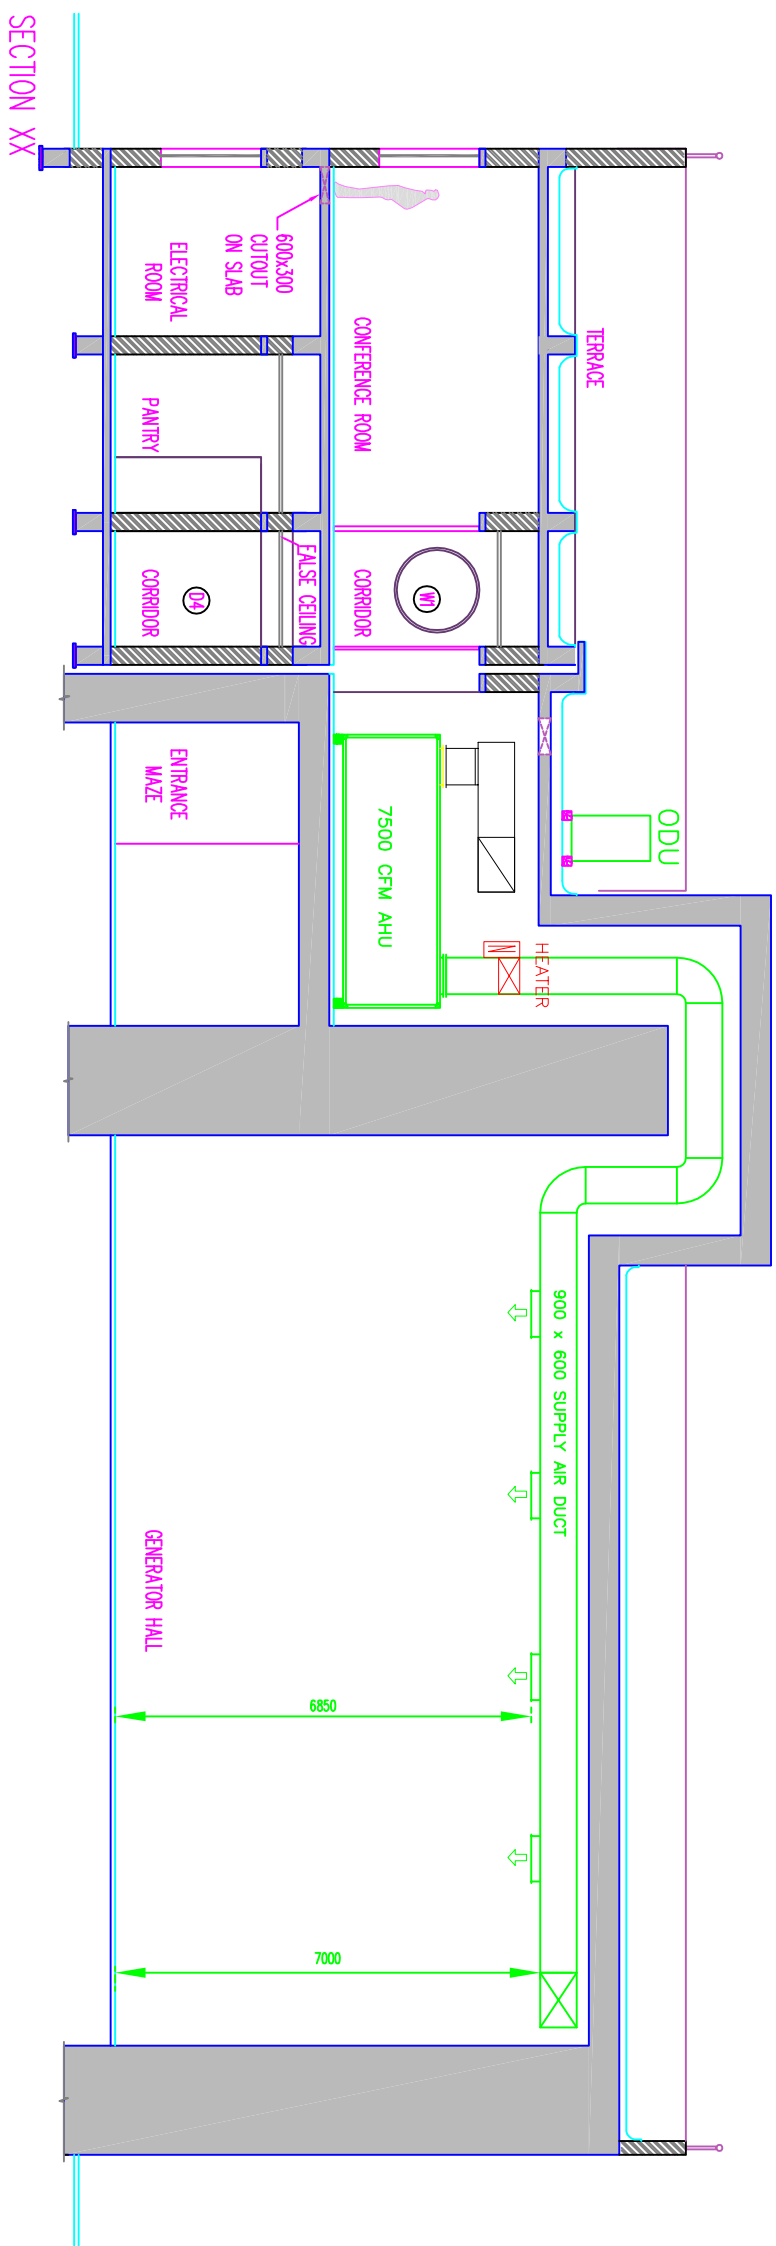 SECTION XX
TERRACE
ODU
600x300
CUTOUT
ON SLAB
CONFERENCE ROOM
CORRIDOR
W1
HEATER
7500 CFM AHU
900 x 600 SUPPLY AIR DUCT
ELECTRICAL
ROOM
PANTRY
FALSE CEILING
CORRIDOR
D4
ENTRANCE
MAZE
GENERATOR HALL
6850
7000